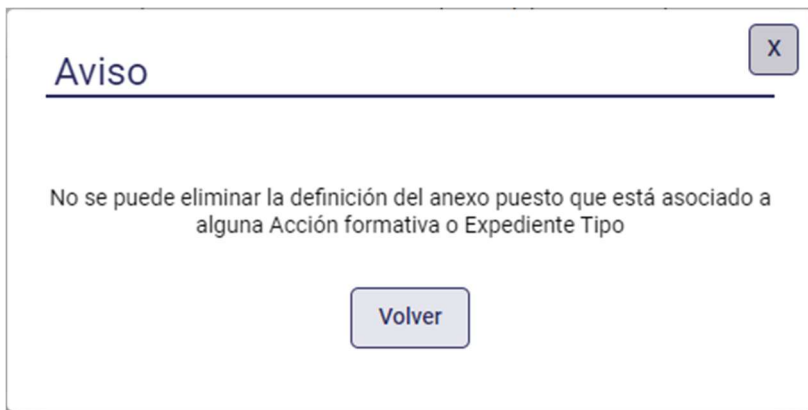 Aviso
X
No se puede eliminar la definición del anexo puesto que está asociado a
alguna Acción formativa o Expediente Tipo
Volver